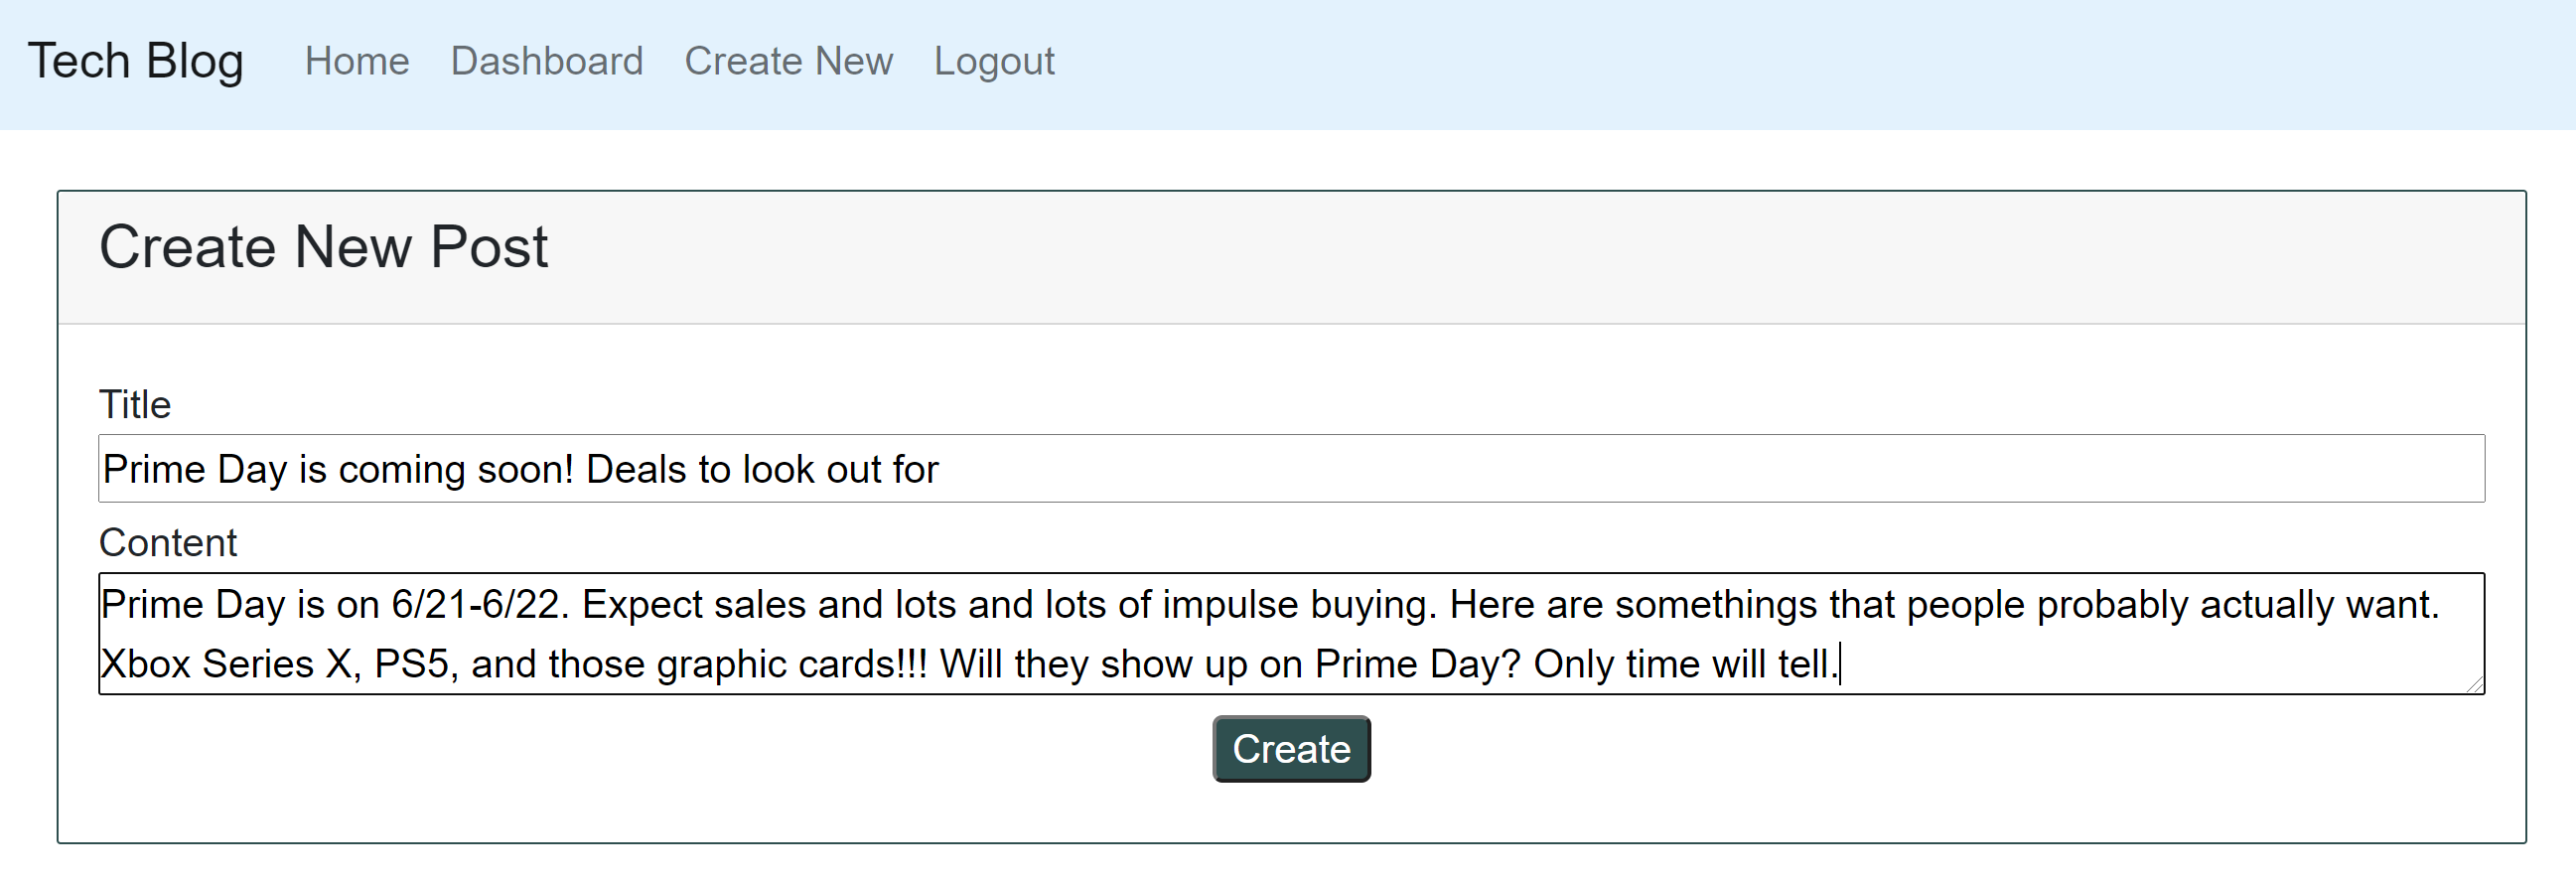 Tech Blog Home Dashboard Create New Logout
Create New Post
Title
Prime Day is coming soon! Deals to look out for
Content
Prime Day is on 6/21-6/22. Expect sales and lots and lots of impulse buying. Here are somethings that people probably actually want.
Xbox Series X, PS5, and those graphic cards!!! Will they show up on Prime Day? Only time will tell.
Create